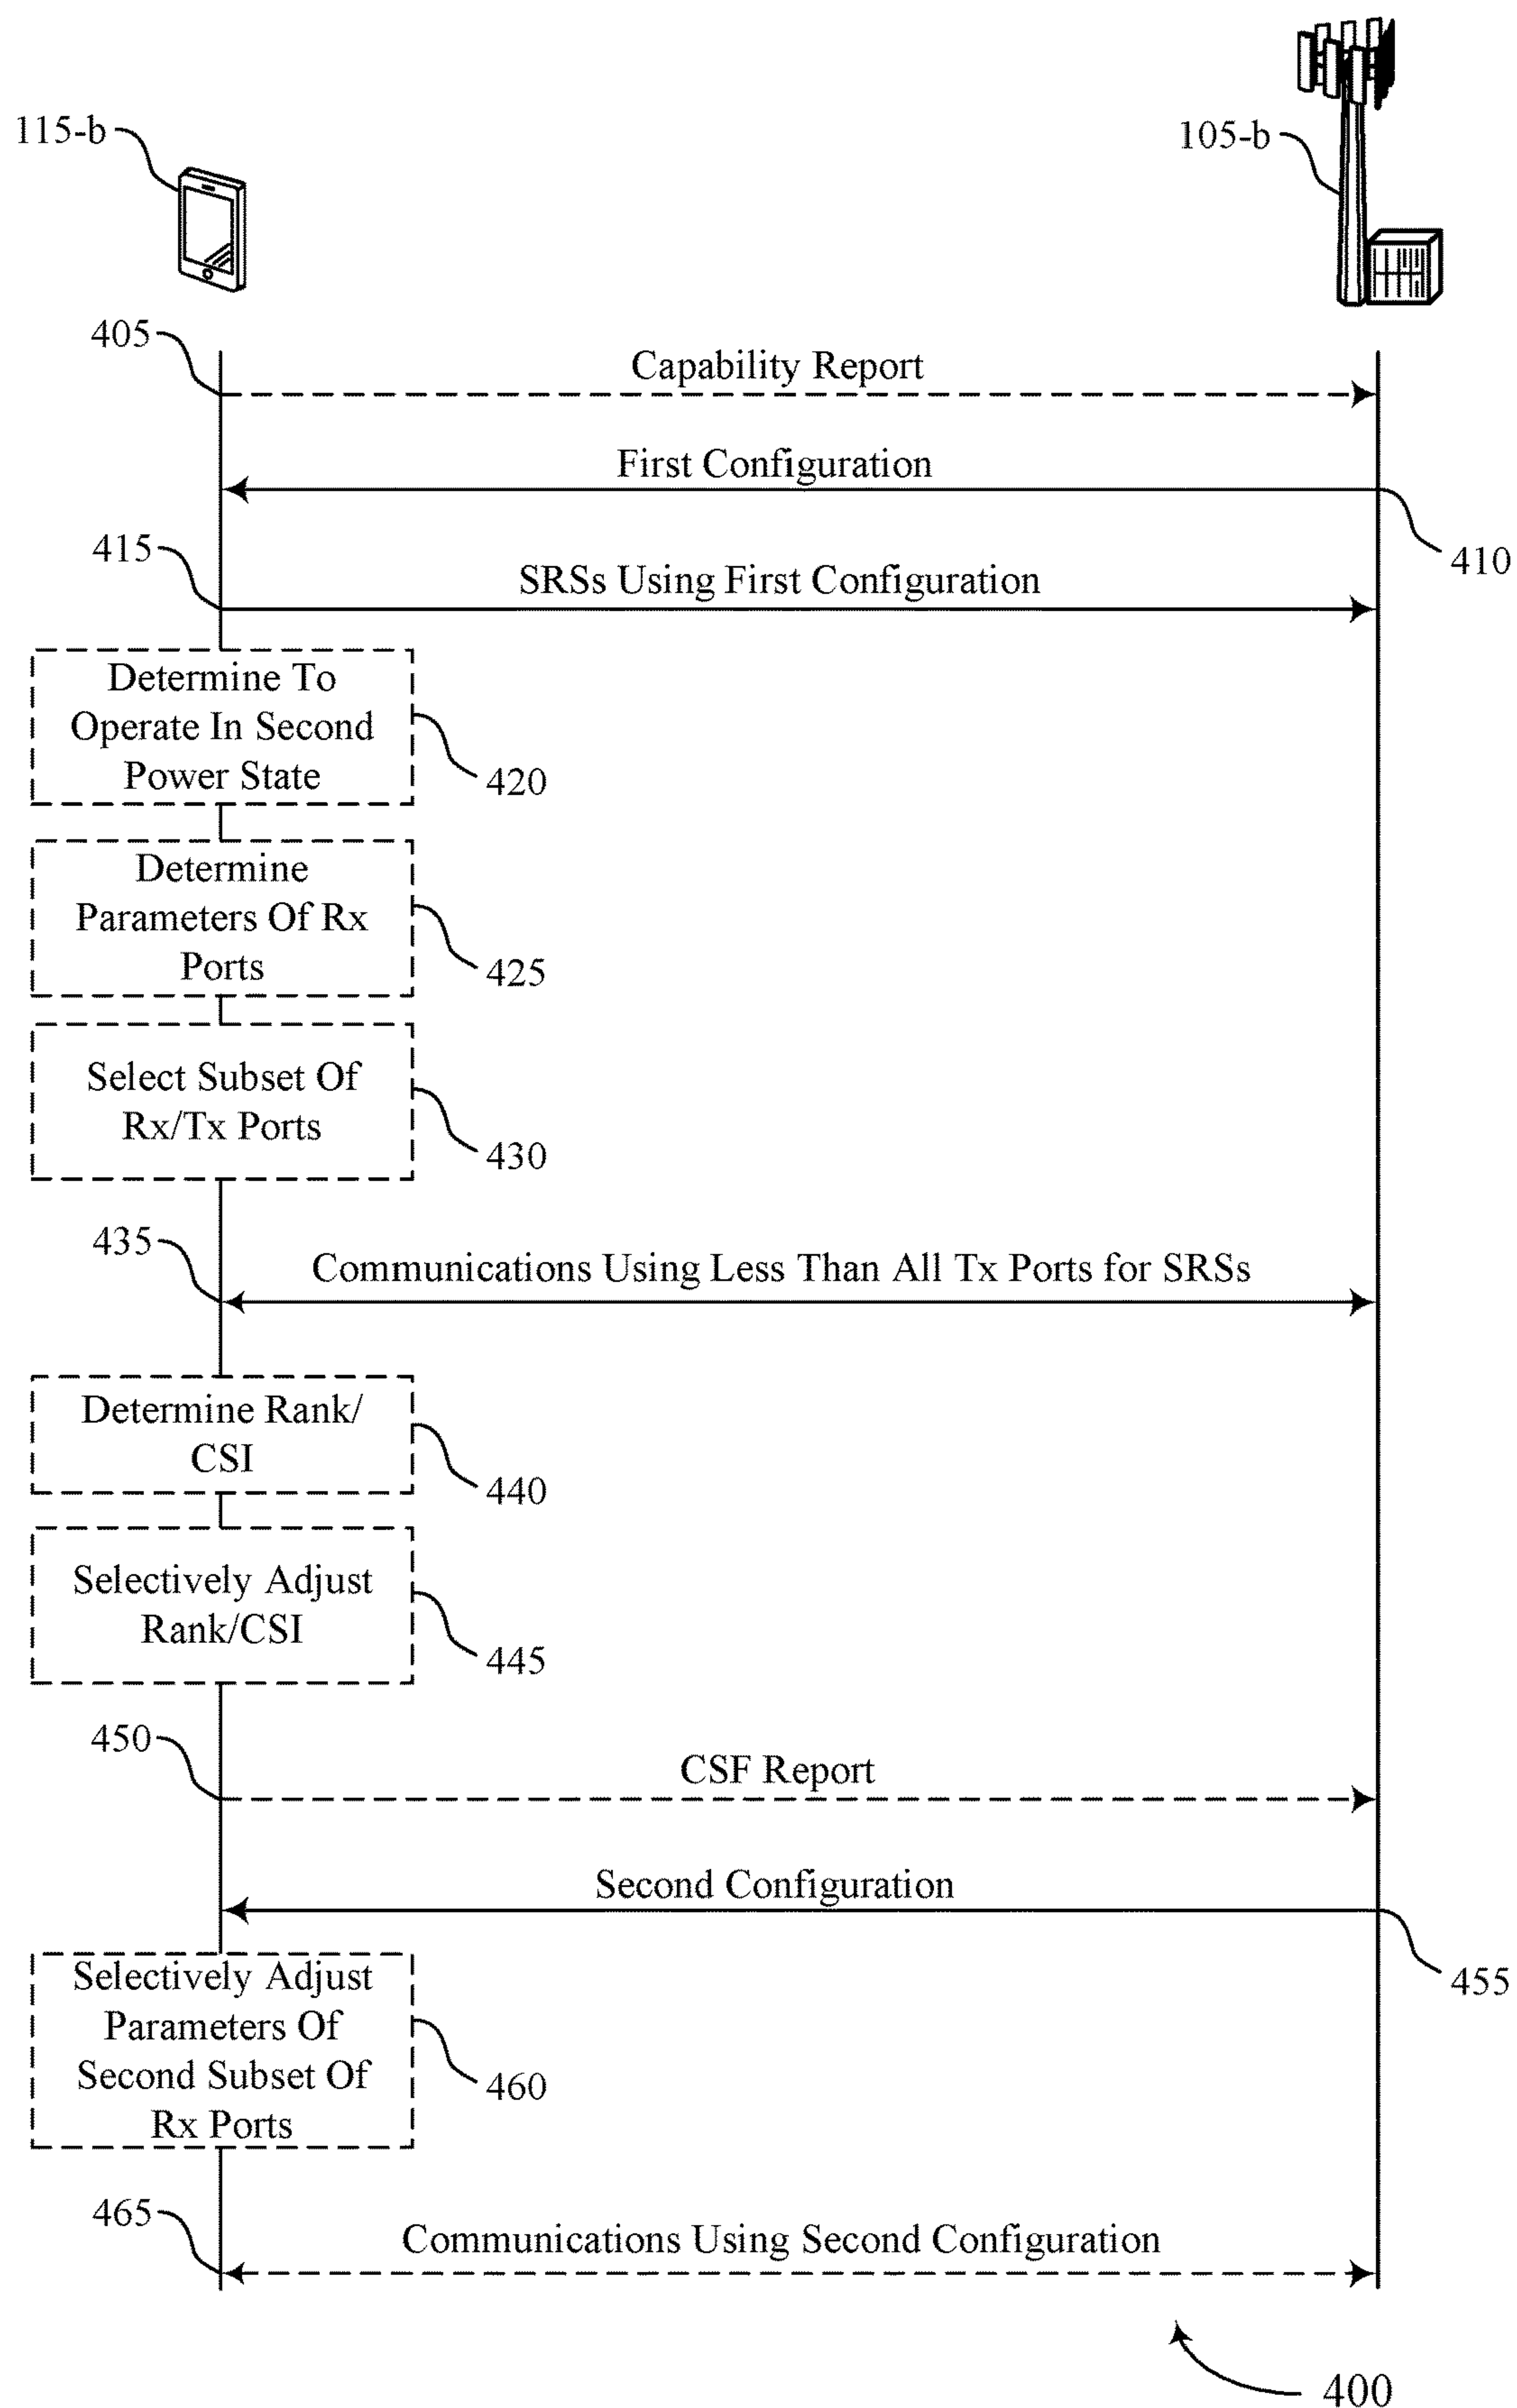 115-b
105-b
405
Capability Report
First Configuration
410
415
SRSs Using First Configuration
Determine To
Operate In Second
Power State
420
Determine
Parameters Of Rx
Ports
425
Select Subset Of
Rx/Tx Ports
430
435
Communications Using Less Than All Tx Ports for SRSs
Determine Rank/
CSI
440
Selectively Adjust
Rank/CSI
445
450
CSF Report
Second Configuration
455
Selectively Adjust
Parameters Of
Second Subset Of
Rx Ports
460
465
Communications Using Second Configuration
400